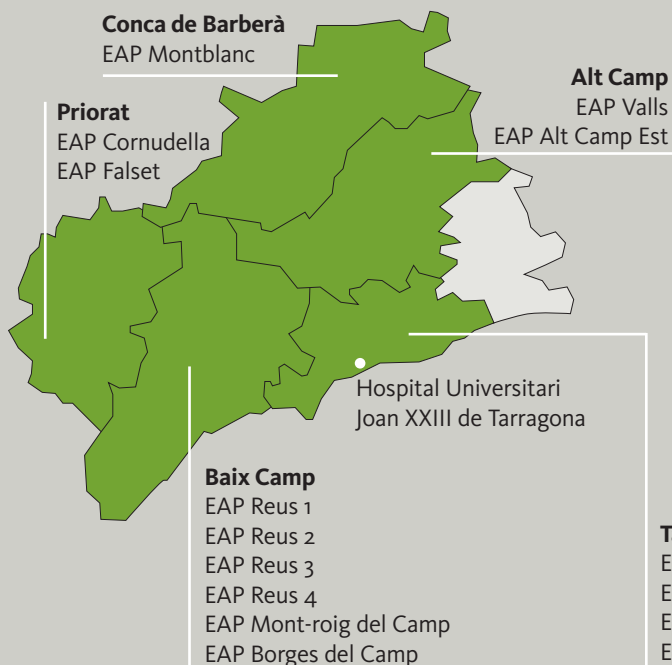 Conca de Barberà
EAP Montblanc
Alt Camp
EAP Valls
EAP Alt Camp Est
Priorat
EAP Cornudella
EAP Falset
Hospital Universitari
Joan XXIII de Tarragona
Baix Camp
EAP Reus 1
EAP Reus 2
EAP Reus 3
EAP Reus 4
EAP Mont-roig del Camp
EAP Borges del Camp